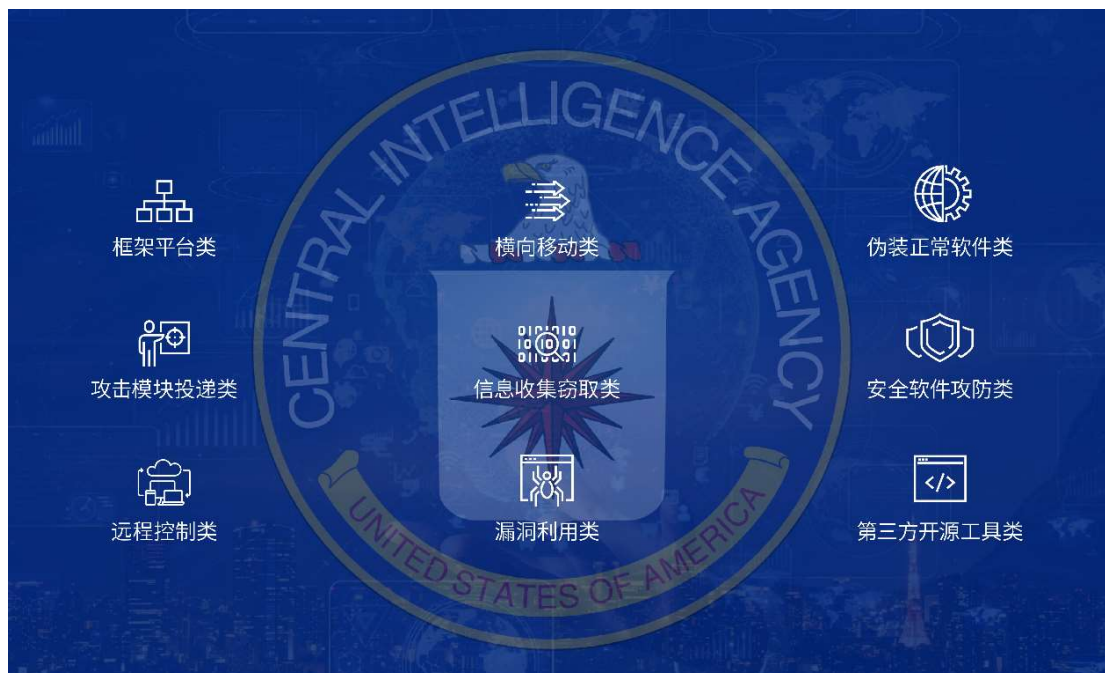 CENTRAL INTELLIGENCE AGENCY
框架平台类
横向移动类
伪装正常软件类
攻击模块投递类
信息收集窃取类
安全软件攻防类
远程控制类
漏洞利用类
第三方开源工具类
UNITED STATES OF AMERICA